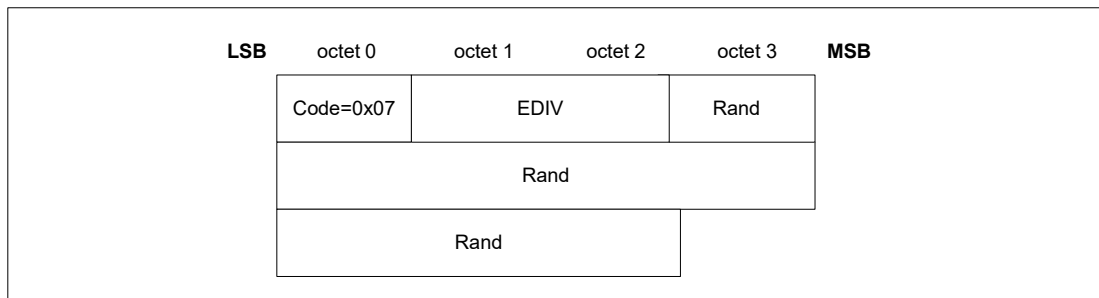 LSB octet 0 octet 1 octet 2 octet 3 MSB
Code=0x07 EDIV Rand
Rand
Rand